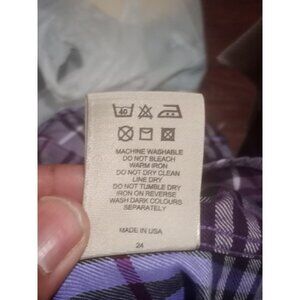 40
MACHINE WASHABLE
DO NOT BLEACH
WARM IRON
DO NOT DRY CLEAN
LINE DRY
DO NOT TUMBLE DRY
IRON ON REVERSE
WASH DARK COLOURS
SEPARATELY
MADE IN USA
24